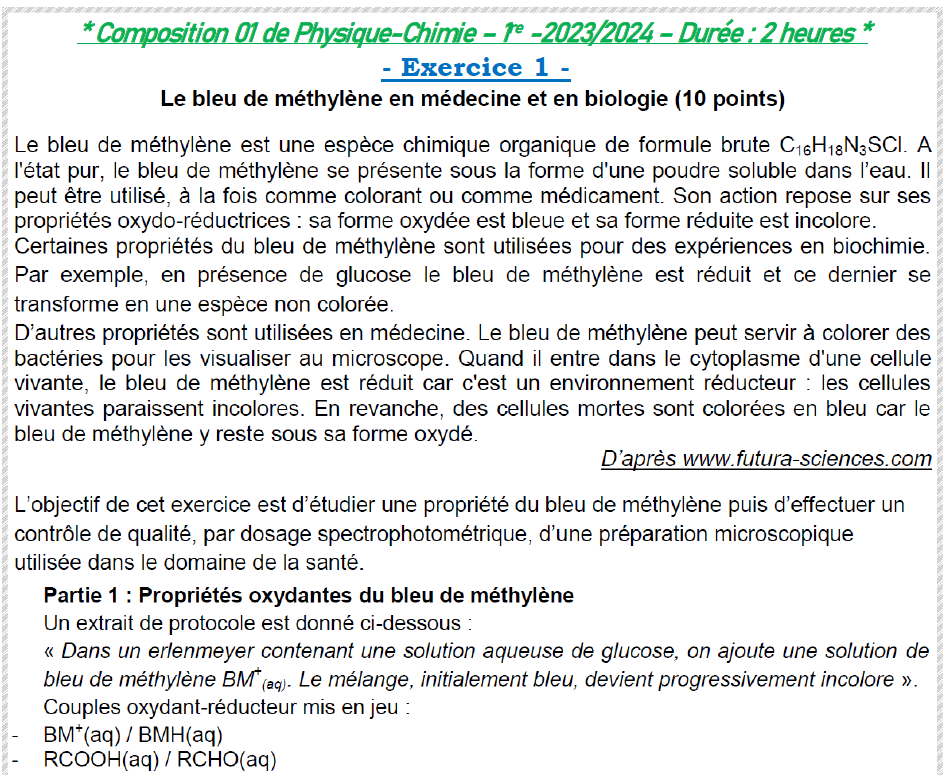 * Composition 01 de Physique-Chimie – 1re -2023/2024 – Durée : 2 heures *
- Exercice 1 -
Le bleu de méthylène en médecine et en biologie (10 points)
Le bleu de méthylène est une espèce chimique organique de formule brute C16H18N3SCl. A
l'état pur, le bleu de méthylène se présente sous la forme d'une poudre soluble dans l'eau. Il
peut être utilisé, à la fois comme colorant ou comme médicament. Son action repose sur ses
propriétés oxydo-réductrices : sa forme oxydée est bleue et sa forme réduite est incolore.
Certaines propriétés du bleu de méthylène sont utilisées pour des expériences en biochimie.
Par exemple, en présence de glucose le bleu de méthylène est réduit et ce dernier se
transforme en une espèce non colorée.
D'autres propriétés sont utilisées en médecine. Le bleu de méthylène peut servir à colorer des
bactéries pour les visualiser au microscope. Quand il entre dans le cytoplasme d'une cellule
vivante, le bleu de méthylène est réduit car c'est un environnement réducteur : les cellules
vivantes paraissent incolores. En revanche, des cellules mortes sont colorées en bleu car le
bleu de méthylène y reste sous sa forme oxydé.
D'après www.futura-sciences.com
L'objectif de cet exercice est d'étudier une propriété du bleu de méthylène puis d'effectuer un
contrôle de qualité, par dosage spectrophotométrique, d'une préparation microscopique
utilisée dans le domaine de la santé.
Partie 1 : Propriétés oxydantes du bleu de méthylène
Un extrait de protocole est donné ci-dessous :
« Dans un erlenmeyer contenant une solution aqueuse de glucose, on ajoute une solution de
bleu de méthylène BM+(aq). Le mélange, initialement bleu, devient progressivement incolore ».
Couples oxydant-réducteur mis en jeu :
- BM+(aq) / BMH(aq)
- RCOOH(aq) / RCHO(aq)